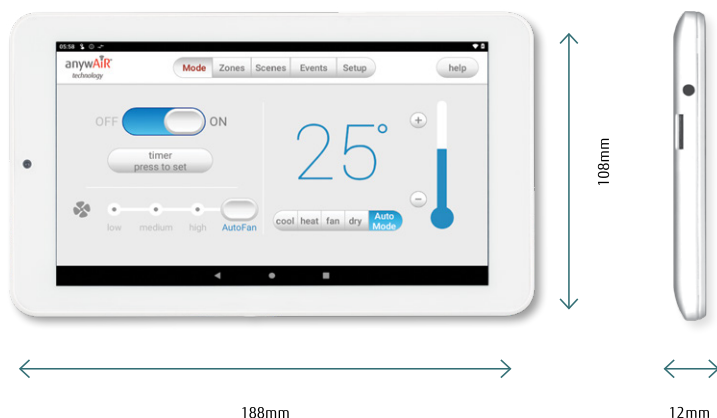 05:58
anywAIR
technology
Mode Zones Scenes Events Setup
help
OFF ON
timer
press to set
low medium high AutoFan
25°
+
−
cool heat fan dry Auto Mode
108mm
188mm
12mm